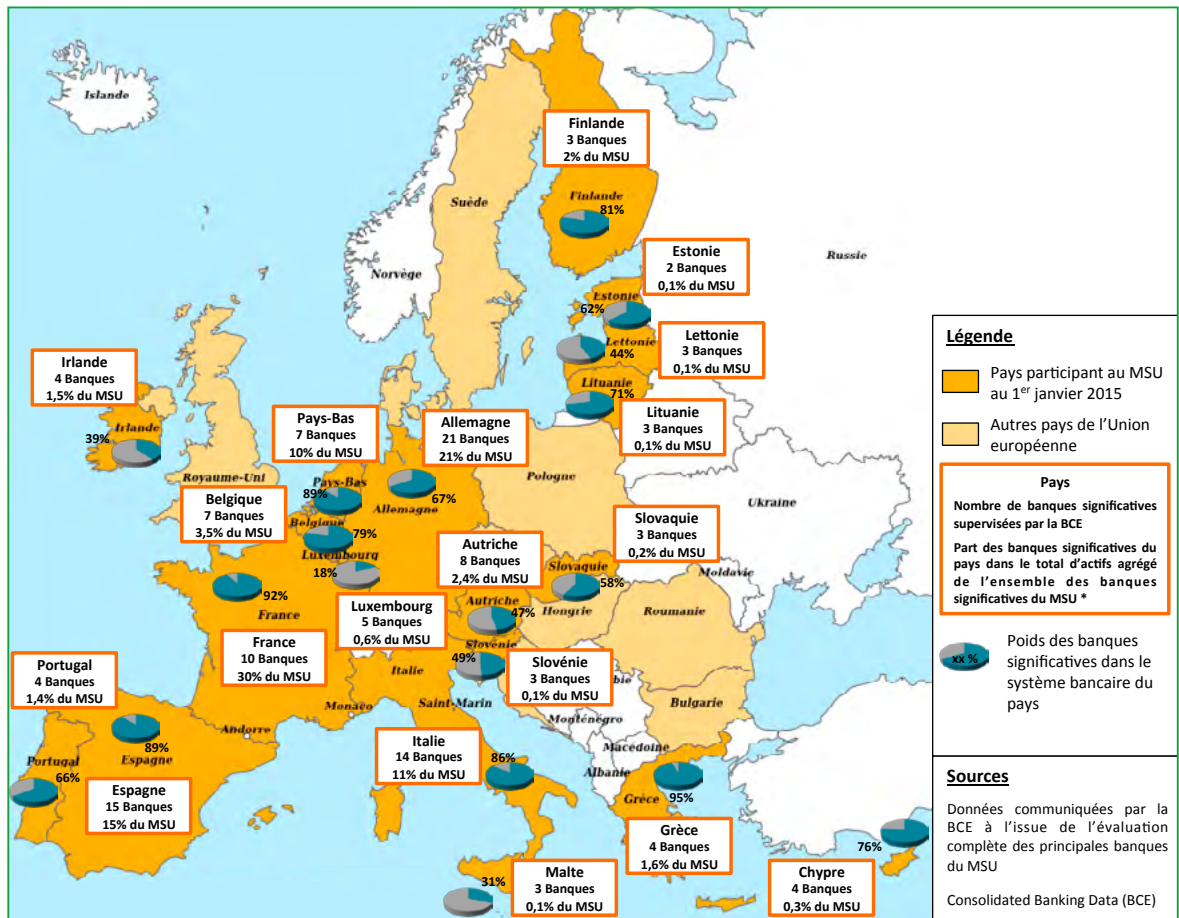 Islande
Finlande
3 Banques
2% du MSU
Suède
Finlande
81%
Norvège
Russie
Estonie
2 Banques
0,1% du MSU
Estonie
62%
Lettonie
3 Banques
0,1% du MSU
Lettonie
44%
Lituanie
71%
Lituanie
3 Banques
0,1% du MSU
Irlande
4 Banques
1,5% du MSU
39%
Irlande
Royaume-Uni
Pays-Bas
7 Banques
10% du MSU
Pays-Bas
89%
Allemagne
21 Banques
21% du MSU
67%
Allemagne
Pologne
Ukraine
Belgique
7 Banques
3,5% du MSU
Belgique
79%
Luxembourg
18%
Luxembourg
5 Banques
0,6% du MSU
Autriche
8 Banques
2,4% du MSU
Autriche
47%
Slovaquie
3 Banques
0,2% du MSU
Slovaquie
58%
Moldavie
Hongrie
Roumanie
92%
France
France
10 Banques
30% du MSU
Slovénie
49%
Slovénie
3 Banques
0,1% du MSU
bie
Italie
Saint-Marin
Monaco
Monténégro
Bulgarie
Macédoine
Albanie
Portugal
4 Banques
1,4% du MSU
Andorre
89%
Espagne
Portugal
66%
Espagne
15 Banques
15% du MSU
Italie
14 Banques
11% du MSU
86%
Grèce
95%
Grèce
4 Banques
1,6% du MSU
Malte
3 Banques
0,1% du MSU
31%
76%
Chypre
4 Banques
0,3% du MSU
Légende
Pays participant au MSU
au 1er janvier 2015
Autres pays de l’Union
européenne
Pays
Nombre de banques significatives
supervisées par la BCE
Part des banques significatives du
pays dans le total d’actifs agrégé
de l’ensemble des banques
significatives du MSU *
xx %
Poids des banques
significatives dans le
système bancaire du
pays
Sources
Données communiquées par la
BCE à l’issue de l’évaluation
complète des principales banques
du MSU
Consolidated Banking Data (BCE)